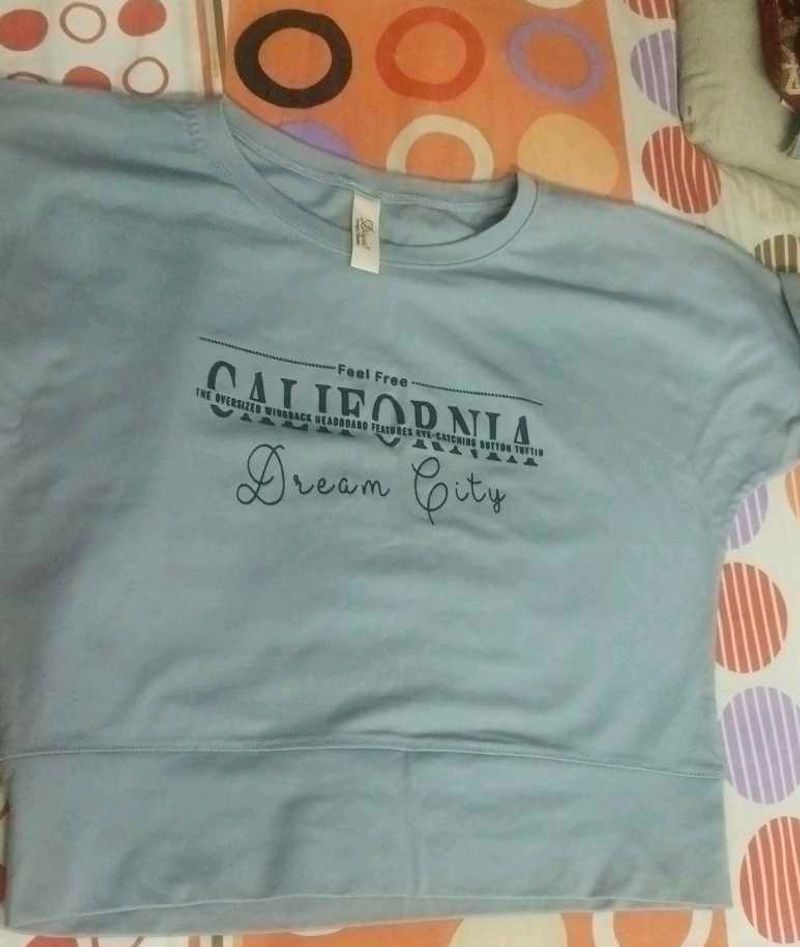 Feel Free
CALIFORNIA
THE OVERSIZED WINGBACK HEADBOARD FEATURES EYE-CATCHING BUTTON TUFTIN
Dream City